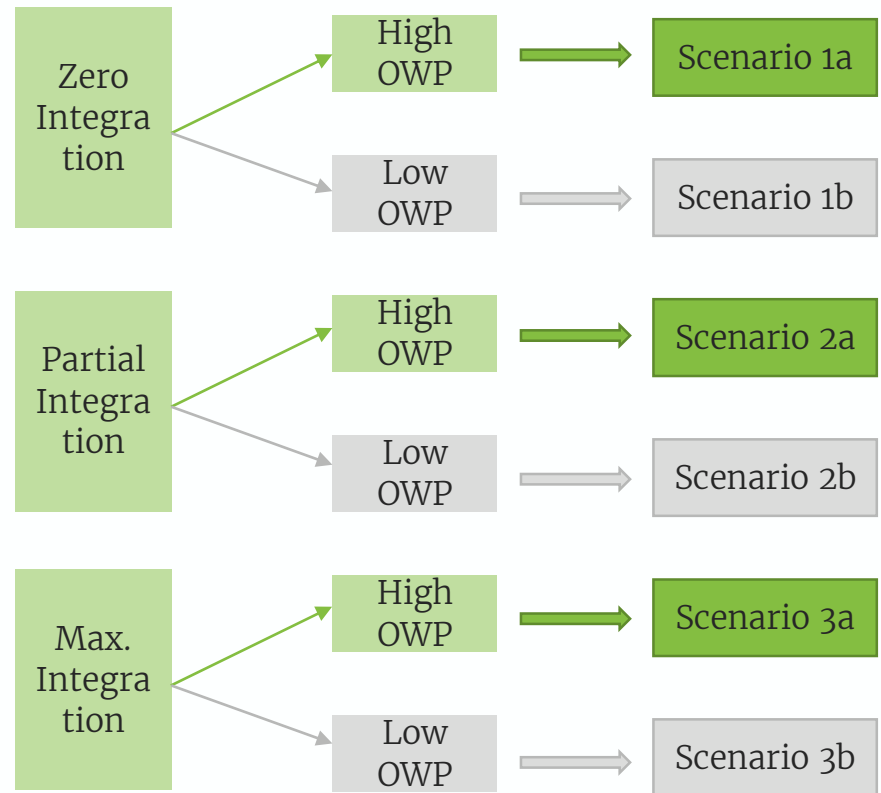 Zero
Integra
tion
High
OWP
Scenario 1a
Low
OWP
Scenario 1b
Partial
Integra
tion
High
OWP
Scenario 2a
Low
OWP
Scenario 2b
Max.
Integra
tion
High
OWP
Scenario 3a
Low
OWP
Scenario 3b